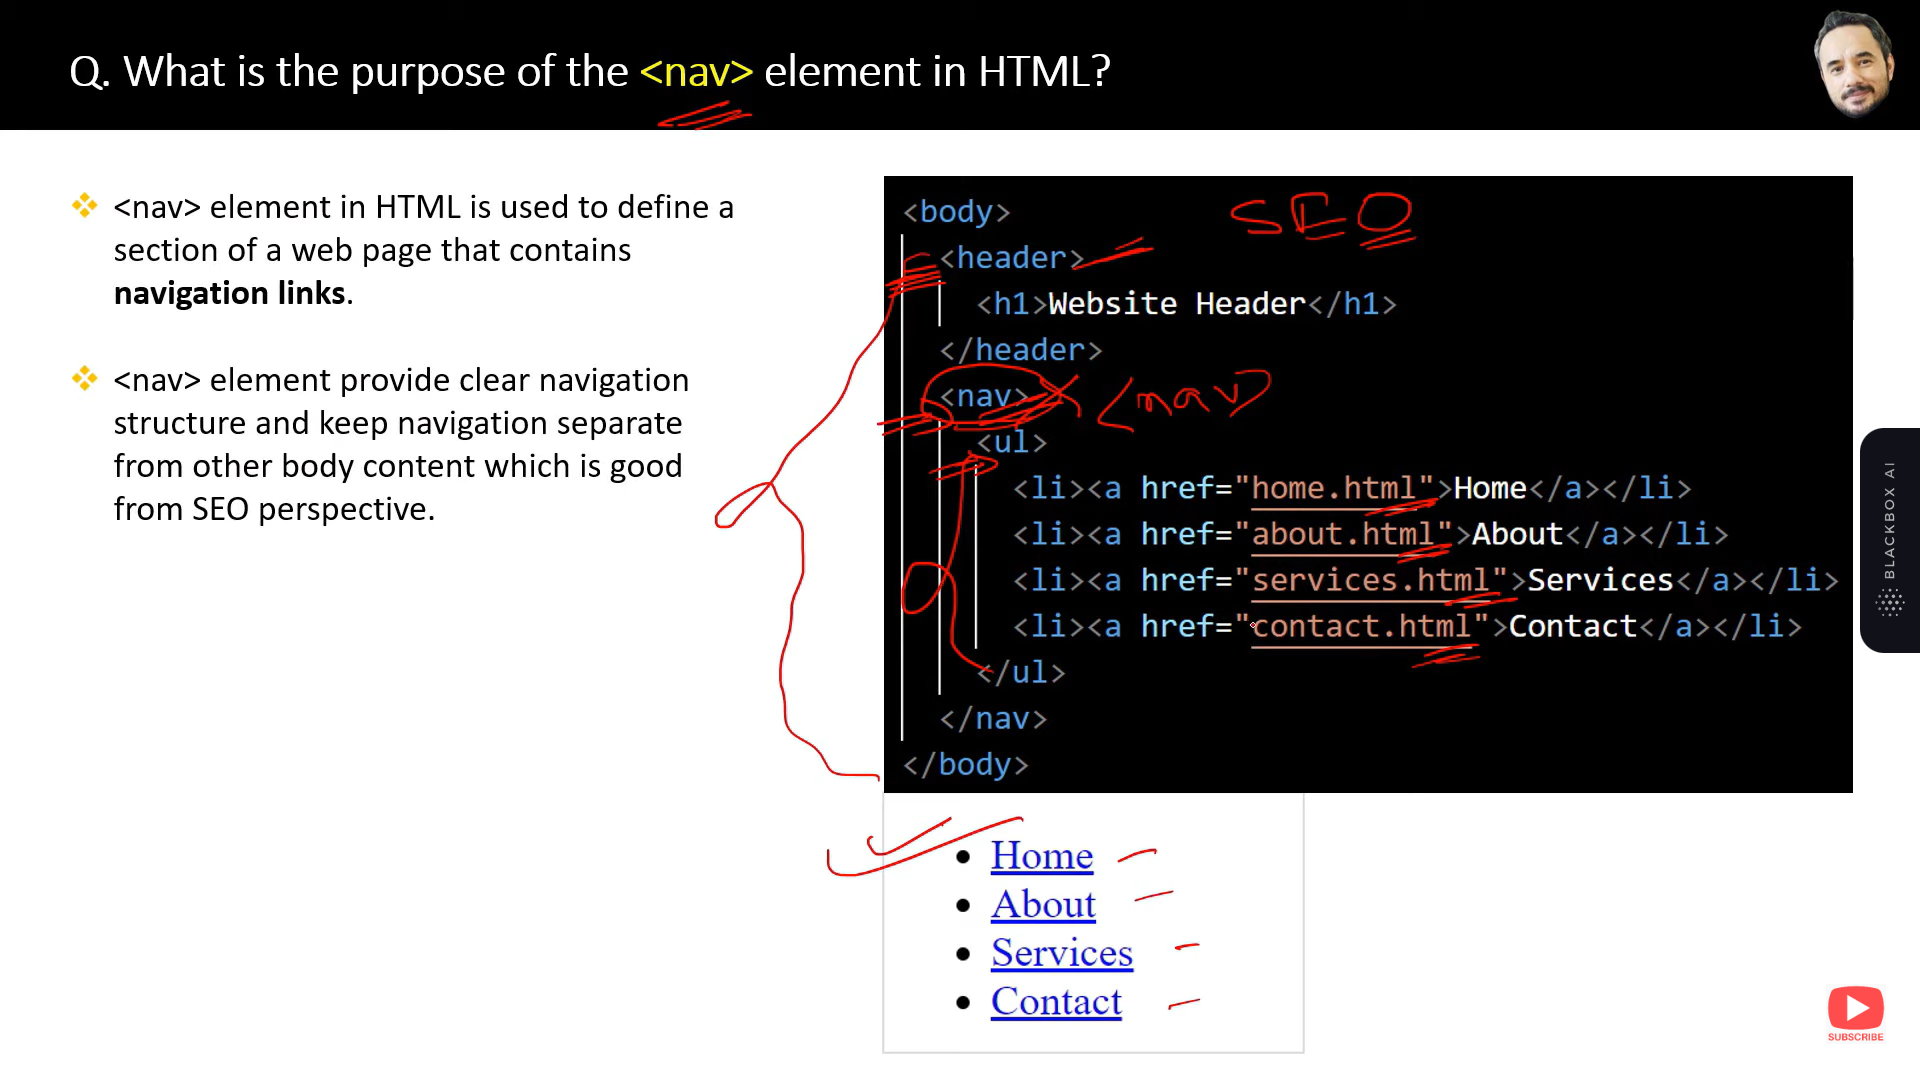 Q. What is the purpose of the <nav> element in HTML?
<nav> element in HTML is used to define a
section of a web page that contains
navigation links.
<nav> element provide clear navigation
structure and keep navigation separate
from other body content which is good
from SEO perspective.
<body>
SEO
<header>
<h1>Website Header</h1>
</header>
<nav>
<nav>
<ul>
<li><a href="home.html">Home</a></li>
<li><a href="about.html">About</a></li>
<li><a href="services.html">Services</a></li>
<li><a href="contact.html">Contact</a></li>
</ul>
</nav>
</body>
Home
About
Services
Contact
BLACKBOX AI
SUBSCRIBE